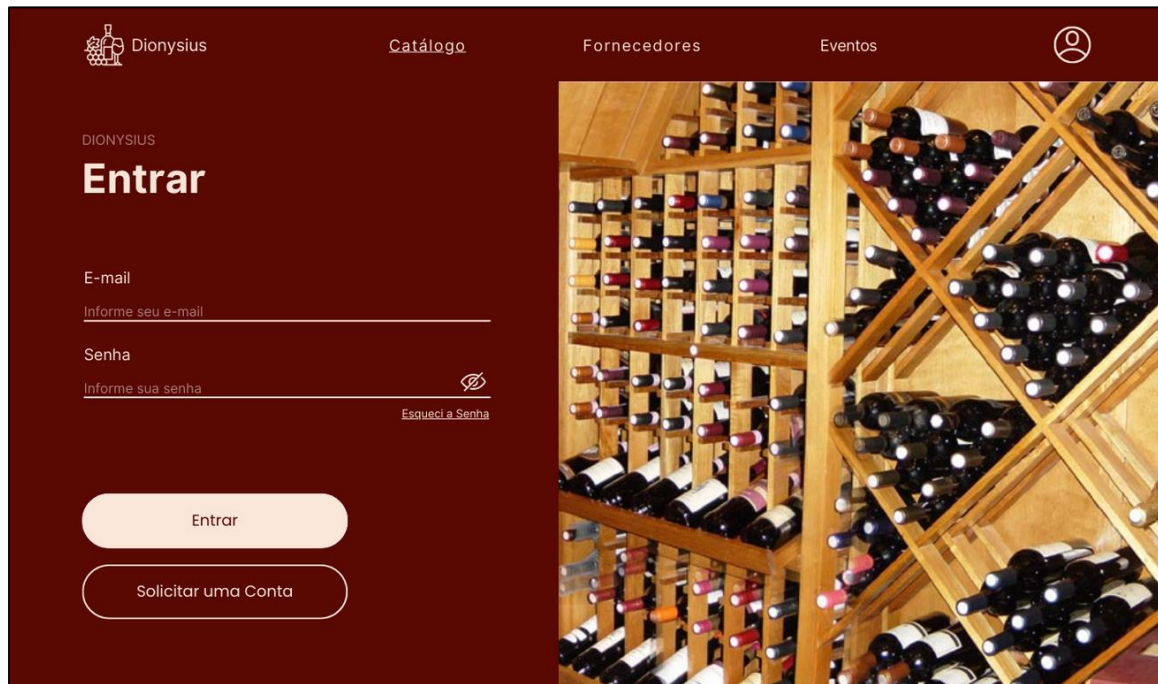 Dionysius
Catálogo
Fornecedores
Eventos
DIONYSIUS
Entrar
E-mail
Informe seu e-mail
Senha
Informe sua senha
Esqueci a Senha
Entrar
Solicitar uma Conta